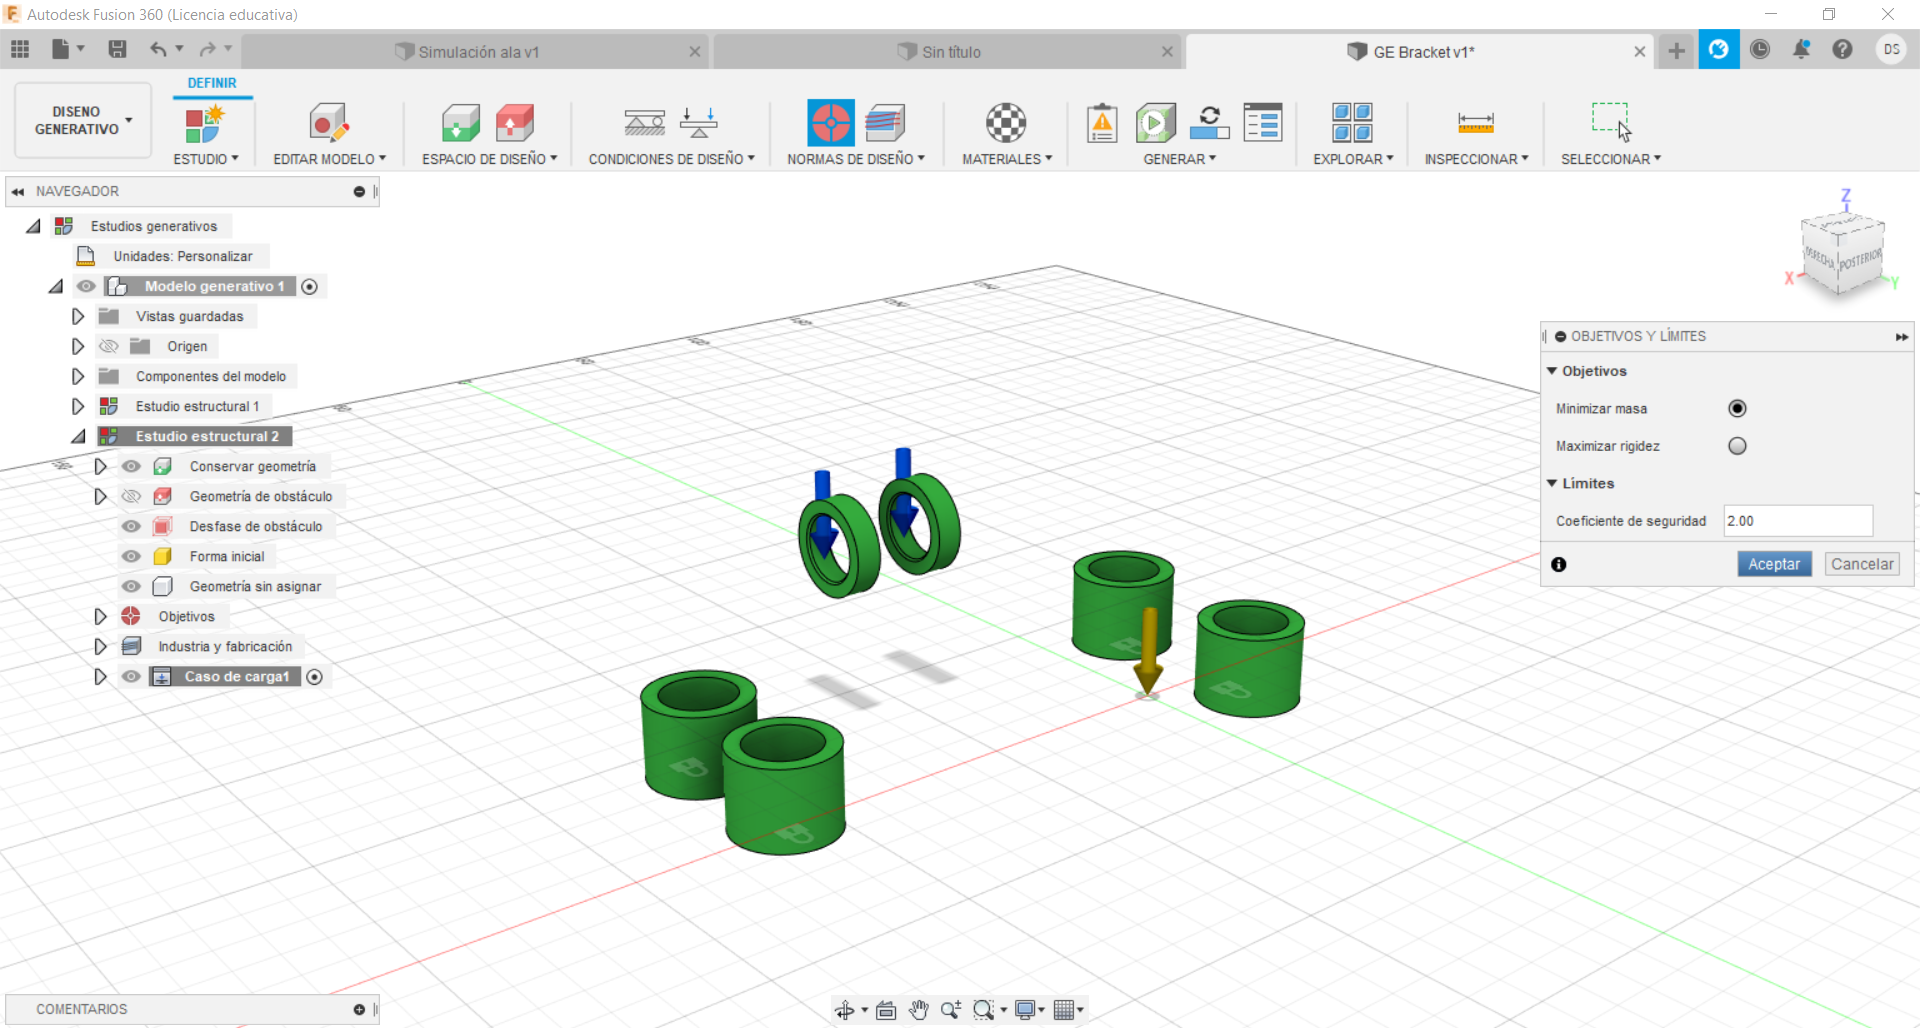 Autodesk Fusion 360 (Licencia educativa)
Simulación ala v1
Sin título
GE Bracket v1*
DS
DEFINIR
DISENO
GENERATIVO
ESTUDIO
EDITAR MODELO
ESPACIO DE DISEÑO
CONDICIONES DE DISEÑO
NORMAS DE DISEÑO
MATERIALES
GENERAR
EXPLORAR
INSPECCIONAR
SELECCIONAR
NAVEGADOR
Estudios generativos
Unidades: Personalizar
Modelo generativo 1
Vistas guardadas
Origen
Componentes del modelo
Estudio estructural 1
Estudio estructural 2
Conservar geometría
Geometría de obstáculo
Desfase de obstáculo
Forma inicial
Geometría sin asignar
Objetivos
Industria y fabricación
Caso de carga1
Z
X
Y
POSTERIOR
OBJETIVOS Y LÍMITES
Objetivos
Minimizar masa
Maximizar rigidez
Límites
Coeficiente de seguridad
2.00
Aceptar
Cancelar
COMENTARIOS